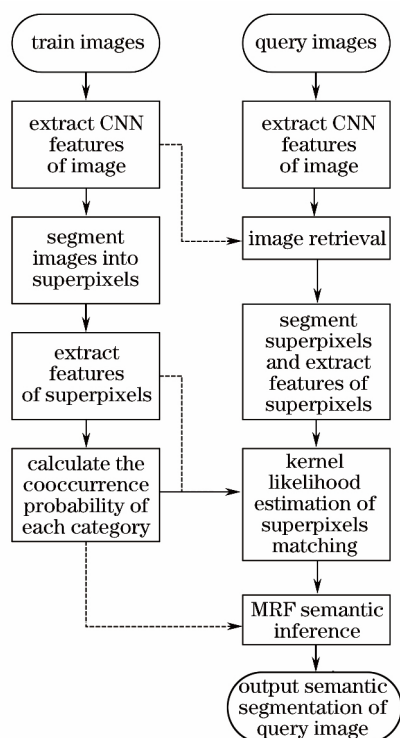 train images
extract CNN
features
of image
segment
images into
superpixels
extract
features
of superpixels
calculate the
cooccurrence
probability of
each category
query images
extract CNN
features
of image
image retrieval
segment
superpixels
and extract
features of
superpixels
kernel
likelihood
estimation of
superpixels
matching
MRF semantic
inference
output semantic
segmentation of
query image